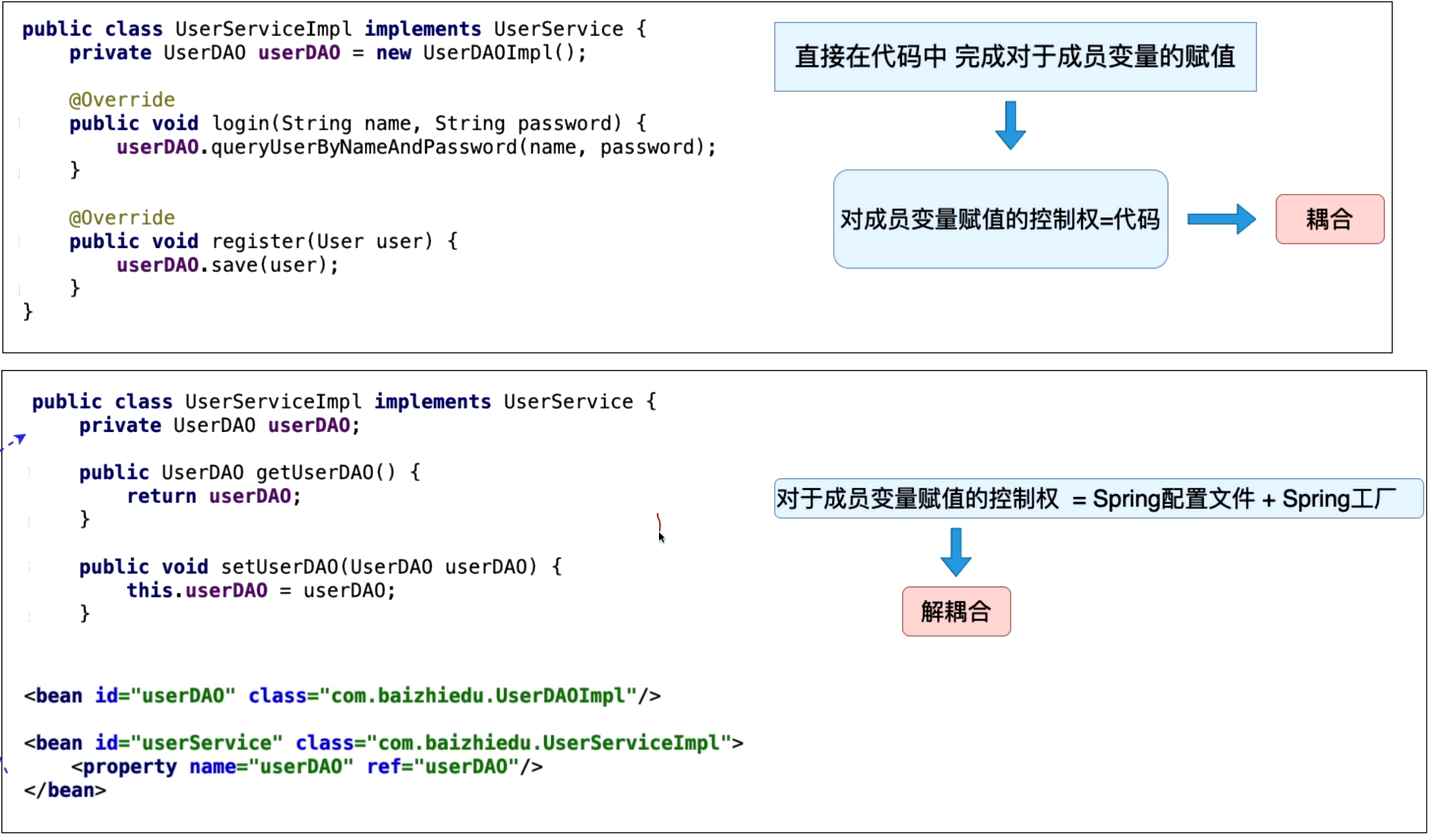 public class UserServiceImpl implements UserService {
    private UserDAO userDAO = new UserDAOImpl();
    @Override
    public void login(String name, String password) {
        userDAO.queryUserByNameAndPassword(name, password);
    }
    @Override
    public void register(User user) {
        userDAO.save(user);
    }
}
直接在代码中 完成对于成员变量的赋值
对成员变量赋值的控制权=代码
耦合
public class UserServiceImpl implements UserService {
    private UserDAO userDAO;
    public UserDAO getUserDAO() {
        return userDAO;
    }
    public void setUserDAO(UserDAO userDAO) {
        this.userDAO = userDAO;
    }
<bean id="userDAO" class="com.baizhiedu.UserDAOImpl"/>
<bean id="userService" class="com.baizhiedu.UserServiceImpl">
    <property name="userDAO" ref="userDAO"/>
</bean>
对于成员变量赋值的控制权 = Spring配置文件 + Spring工厂
解耦合